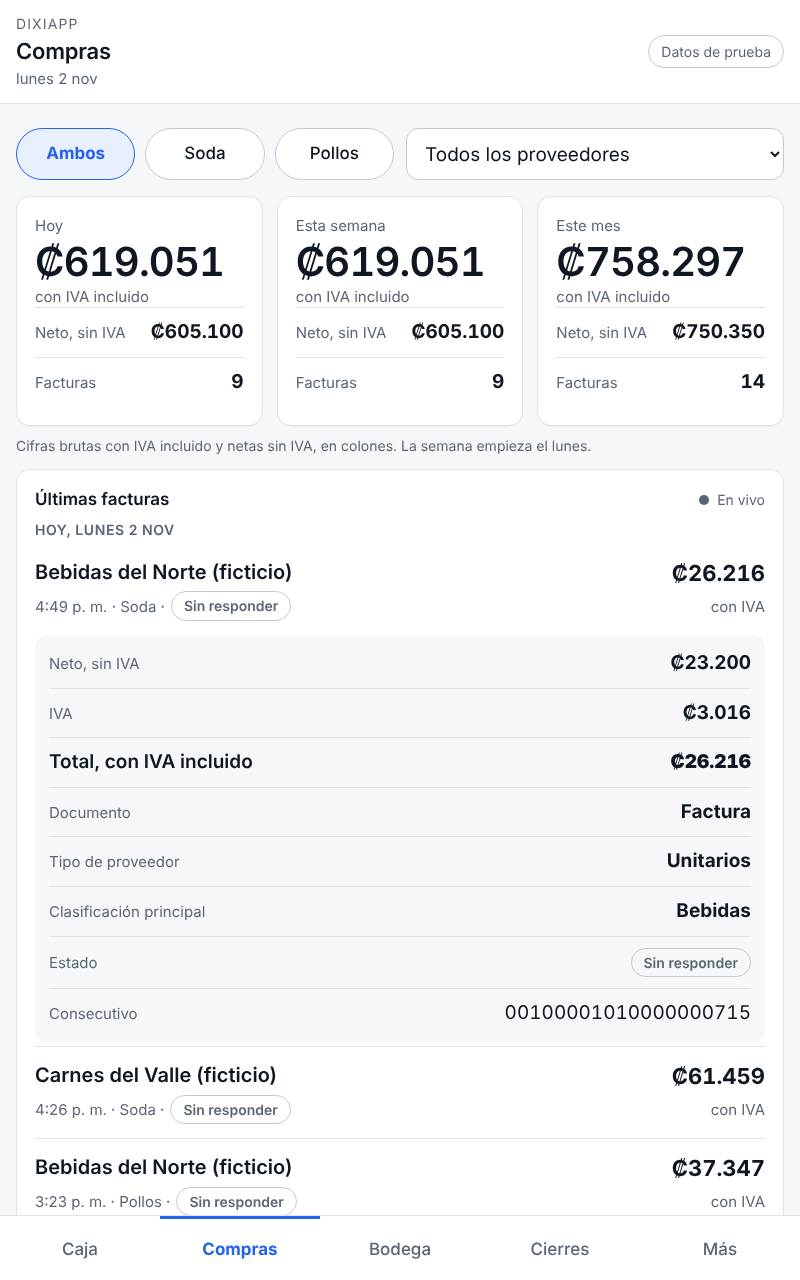 DIXIAPP
Compras
lunes 2 nov
Datos de prueba
Ambos
Soda
Pollos
Todos los proveedores
Hoy
₡619.051
con IVA incluido
Neto, sin IVA ₡605.100
Facturas 9
Esta semana
₡619.051
con IVA incluido
Neto, sin IVA ₡605.100
Facturas 9
Este mes
₡758.297
con IVA incluido
Neto, sin IVA ₡750.350
Facturas 14
Cifras brutas con IVA incluido y netas sin IVA, en colones. La semana empieza el lunes.
Últimas facturas
En vivo
HOY, LUNES 2 NOV
Bebidas del Norte (ficticio) ₡26.216
4:49 p. m. · Soda · Sin responder con IVA
Neto, sin IVA ₡23.200
IVA ₡3.016
Total, con IVA incluido ₡26.216
Documento Factura
Tipo de proveedor Unitarios
Clasificación principal Bebidas
Estado Sin responder
Consecutivo 00100001010000000715
Carnes del Valle (ficticio) ₡61.459
4:26 p. m. · Soda · Sin responder con IVA
Bebidas del Norte (ficticio) ₡37.347
3:23 p. m. · Pollos · Sin responder con IVA
Caja
Compras
Bodega
Cierres
Más